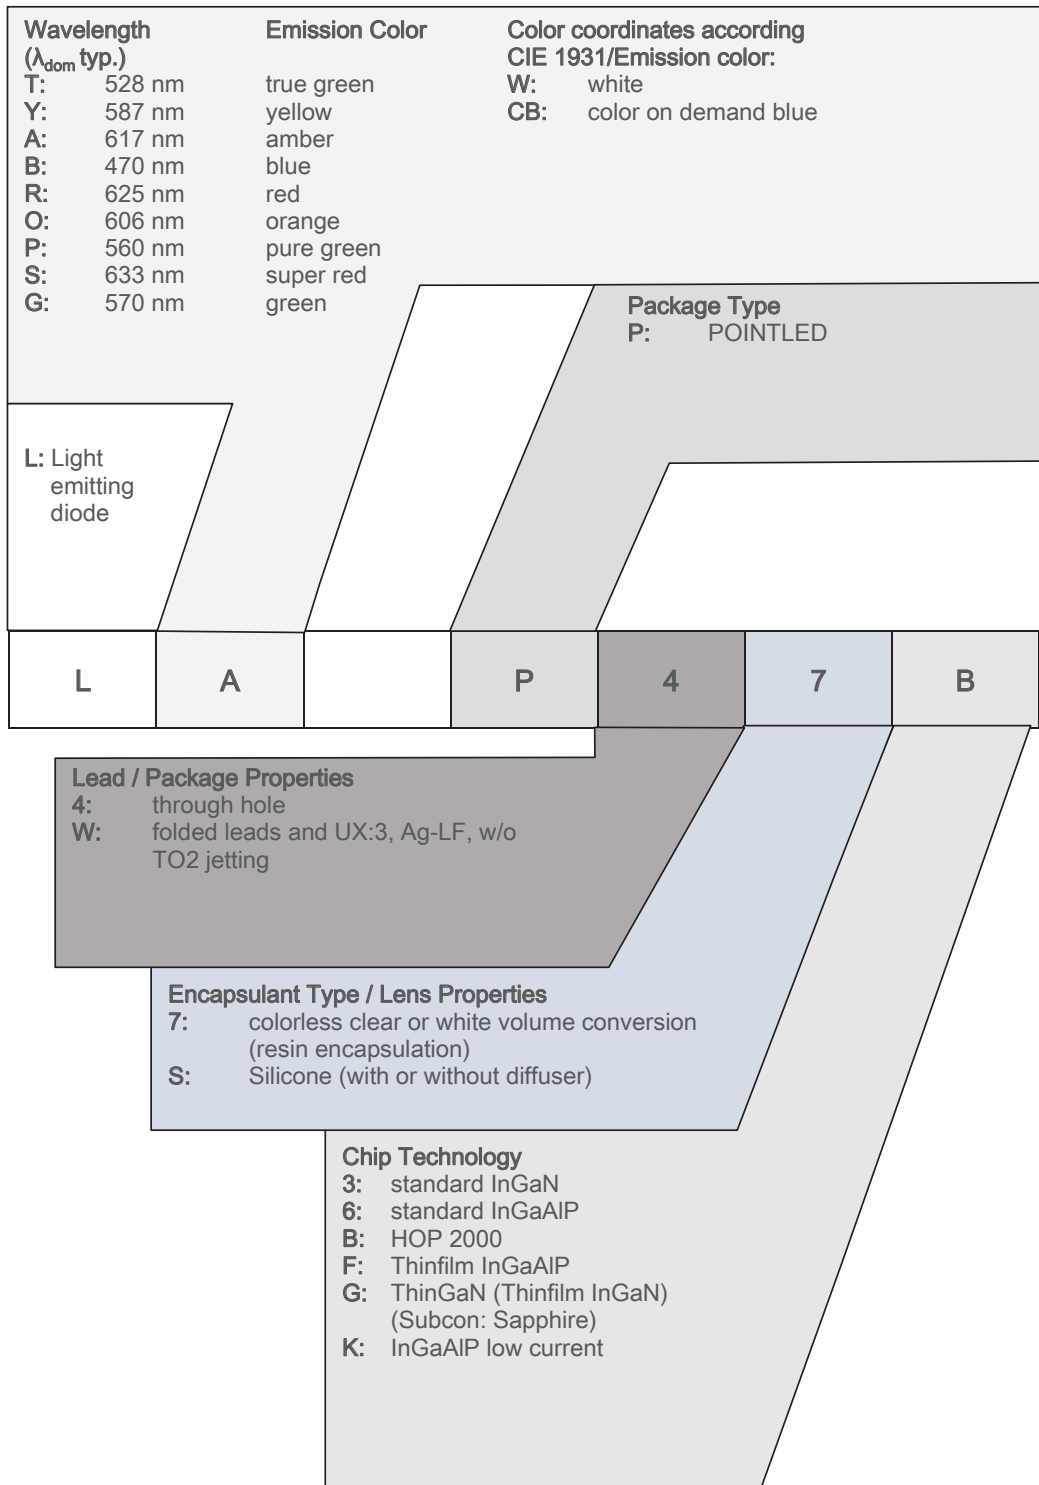 Wavelength Emission Color Color coordinates according
(λdom typ.) CIE 1931/Emission color:
T: 528 nm true green W: white
Y: 587 nm yellow CB: color on demand blue
A: 617 nm amber
B: 470 nm blue
R: 625 nm red
O: 606 nm orange
P: 560 nm pure green
S: 633 nm super red
G: 570 nm green
Package Type
P: POINTLED
L: Light
emitting
diode
L A P 4 7 B
Lead / Package Properties
4: through hole
W: folded leads and UX:3, Ag-LF, w/o
TO2 jetting
Encapsulant Type / Lens Properties
7: colorless clear or white volume conversion
(resin encapsulation)
S: Silicone (with or without diffuser)
Chip Technology
3: standard InGaN
6: standard InGaAlP
B: HOP 2000
F: Thinfilm InGaAlP
G: ThinGaN (Thinfilm InGaN)
(Subcon: Sapphire)
K: InGaAlP low current